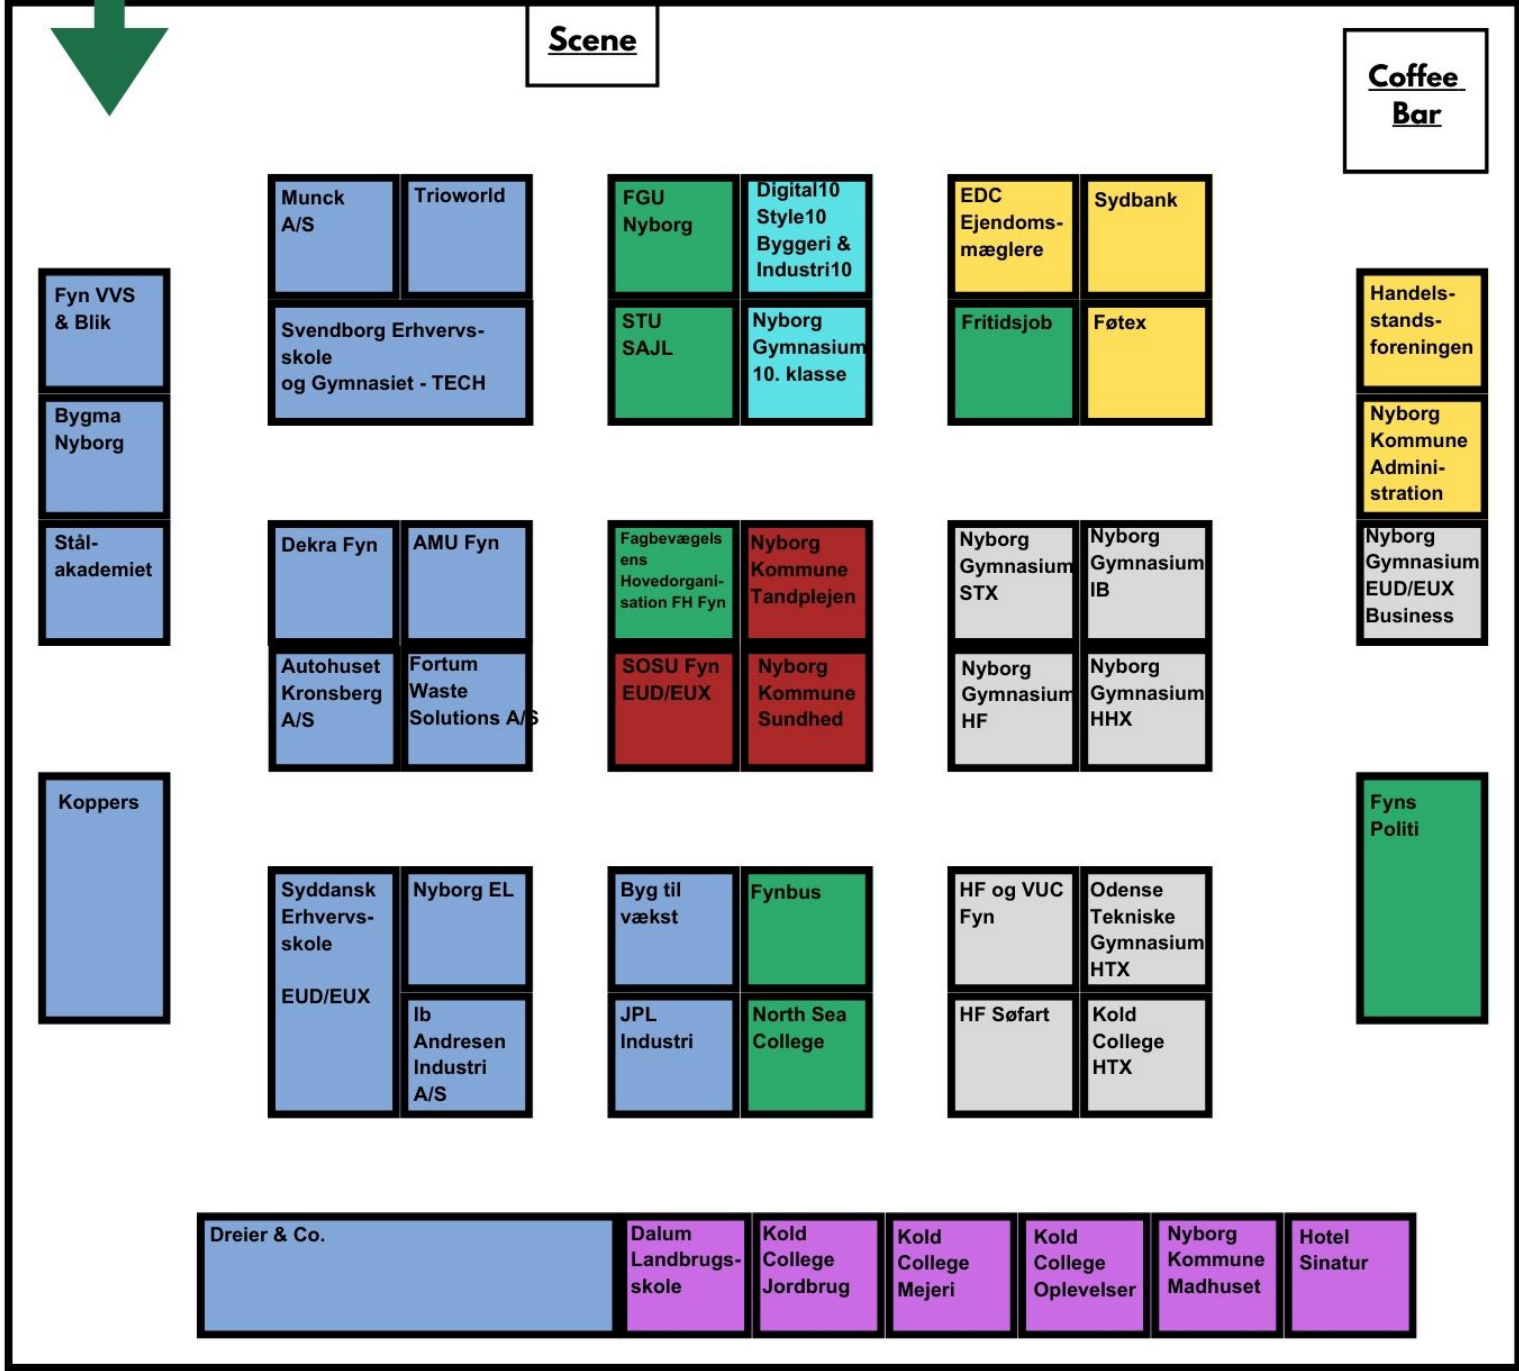 Scene
Coffee
Bar
Munck
A/S
Trioworld
FGU
Nyborg
Digital10
Style10
Byggeri &
Industri10
EDC
Ejendoms-
mæglere
Sydbank
Fyn VVS
& Blik
Svendborg Erhvervs-
skole
og Gymnasiet - TECH
STU
SAJL
Nyborg
Gymnasium
10. klasse
Fritidsjob
Føtex
Handels-
stands-
foreningen
Bygma
Nyborg
Nyborg
Kommune
Admini-
stration
Stål-
akademiet
Dekra Fyn
AMU Fyn
Fagbevægels
ens
Hovedorgani-
sation FH Fyn
Nyborg
Kommune
Tandplejen
Nyborg
Gymnasium
STX
Nyborg
Gymnasium
IB
Nyborg
Gymnasium
EUD/EUX
Business
Autohuset
Kronsberg
A/S
Fortum
Waste
Solutions A/S
SOSU Fyn
EUD/EUX
Nyborg
Kommune
Sundhed
Nyborg
Gymnasium
HF
Nyborg
Gymnasium
HHX
Koppers
Fyns
Politi
Syddansk
Erhvervs-
skole
EUD/EUX
Nyborg EL
Byg til
vækst
Fynbus
HF og VUC
Fyn
Odense
Tekniske
Gymnasium
HTX
Ib
Andresen
Industri
A/S
JPL
Industri
North Sea
College
HF Søfart
Kold
College
HTX
Dreier & Co.
Dalum
Landbrugs-
skole
Kold
College
Jordbrug
Kold
College
Mejeri
Kold
College
Oplevelser
Nyborg
Kommune
Madhuset
Hotel
Sinatur